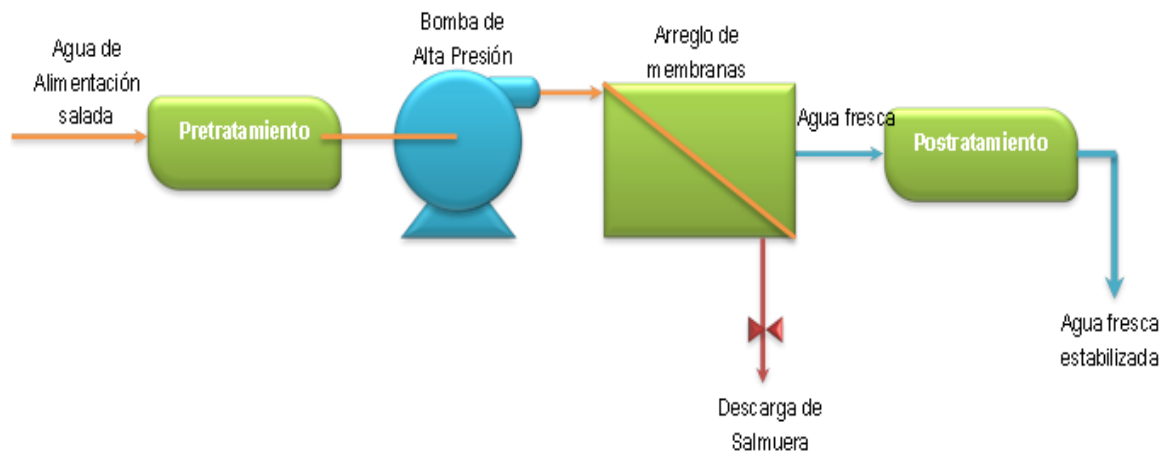 Agua de
Alimentación
salada
Pretratamiento
Bomba de
Alta Presión
Arreglo de
membranas
Agua fresca
Postratamiento
Agua fresca
estabilizada
Descarga de
Salmuera